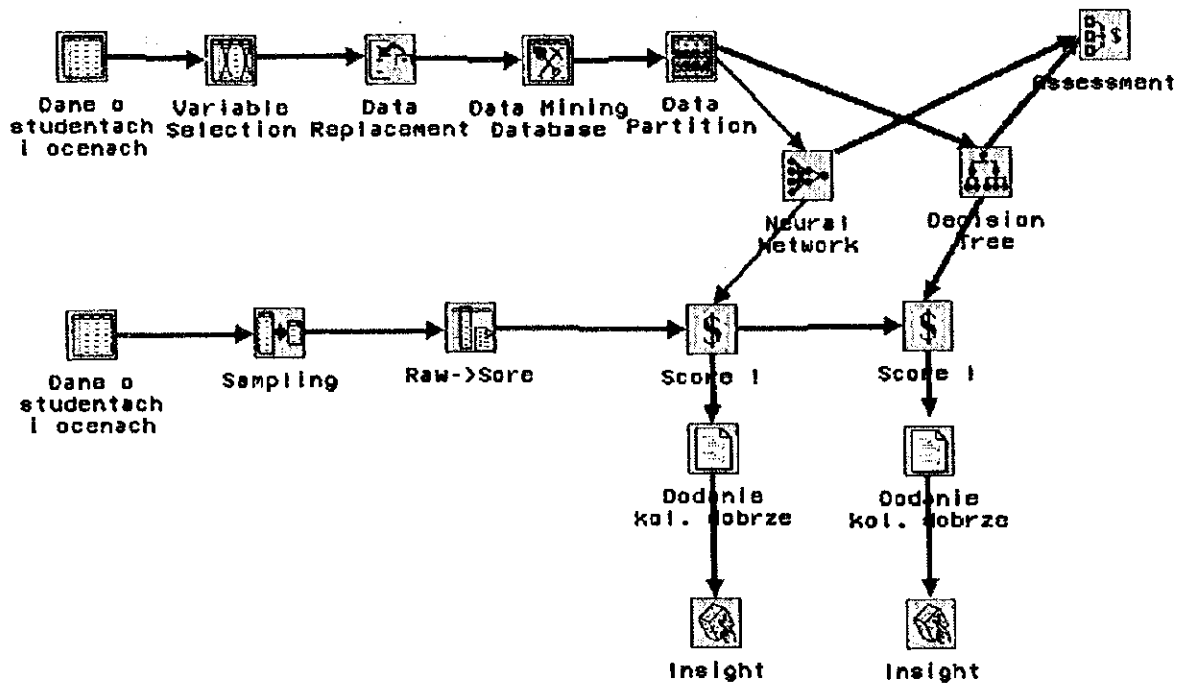 Dane o
studentach
i ocenach
Variable
Selection
Data
Replacement
Data Mining
Database
Data
Partition
Assessment
Neural
Network
Decision
Tree
Dane o
studentach
i ocenach
Sampling
Raw->Sore
Score !
Score !
Dodanie
kol. dobrze
Dodanie
kol. dobrze
Insight
Insight